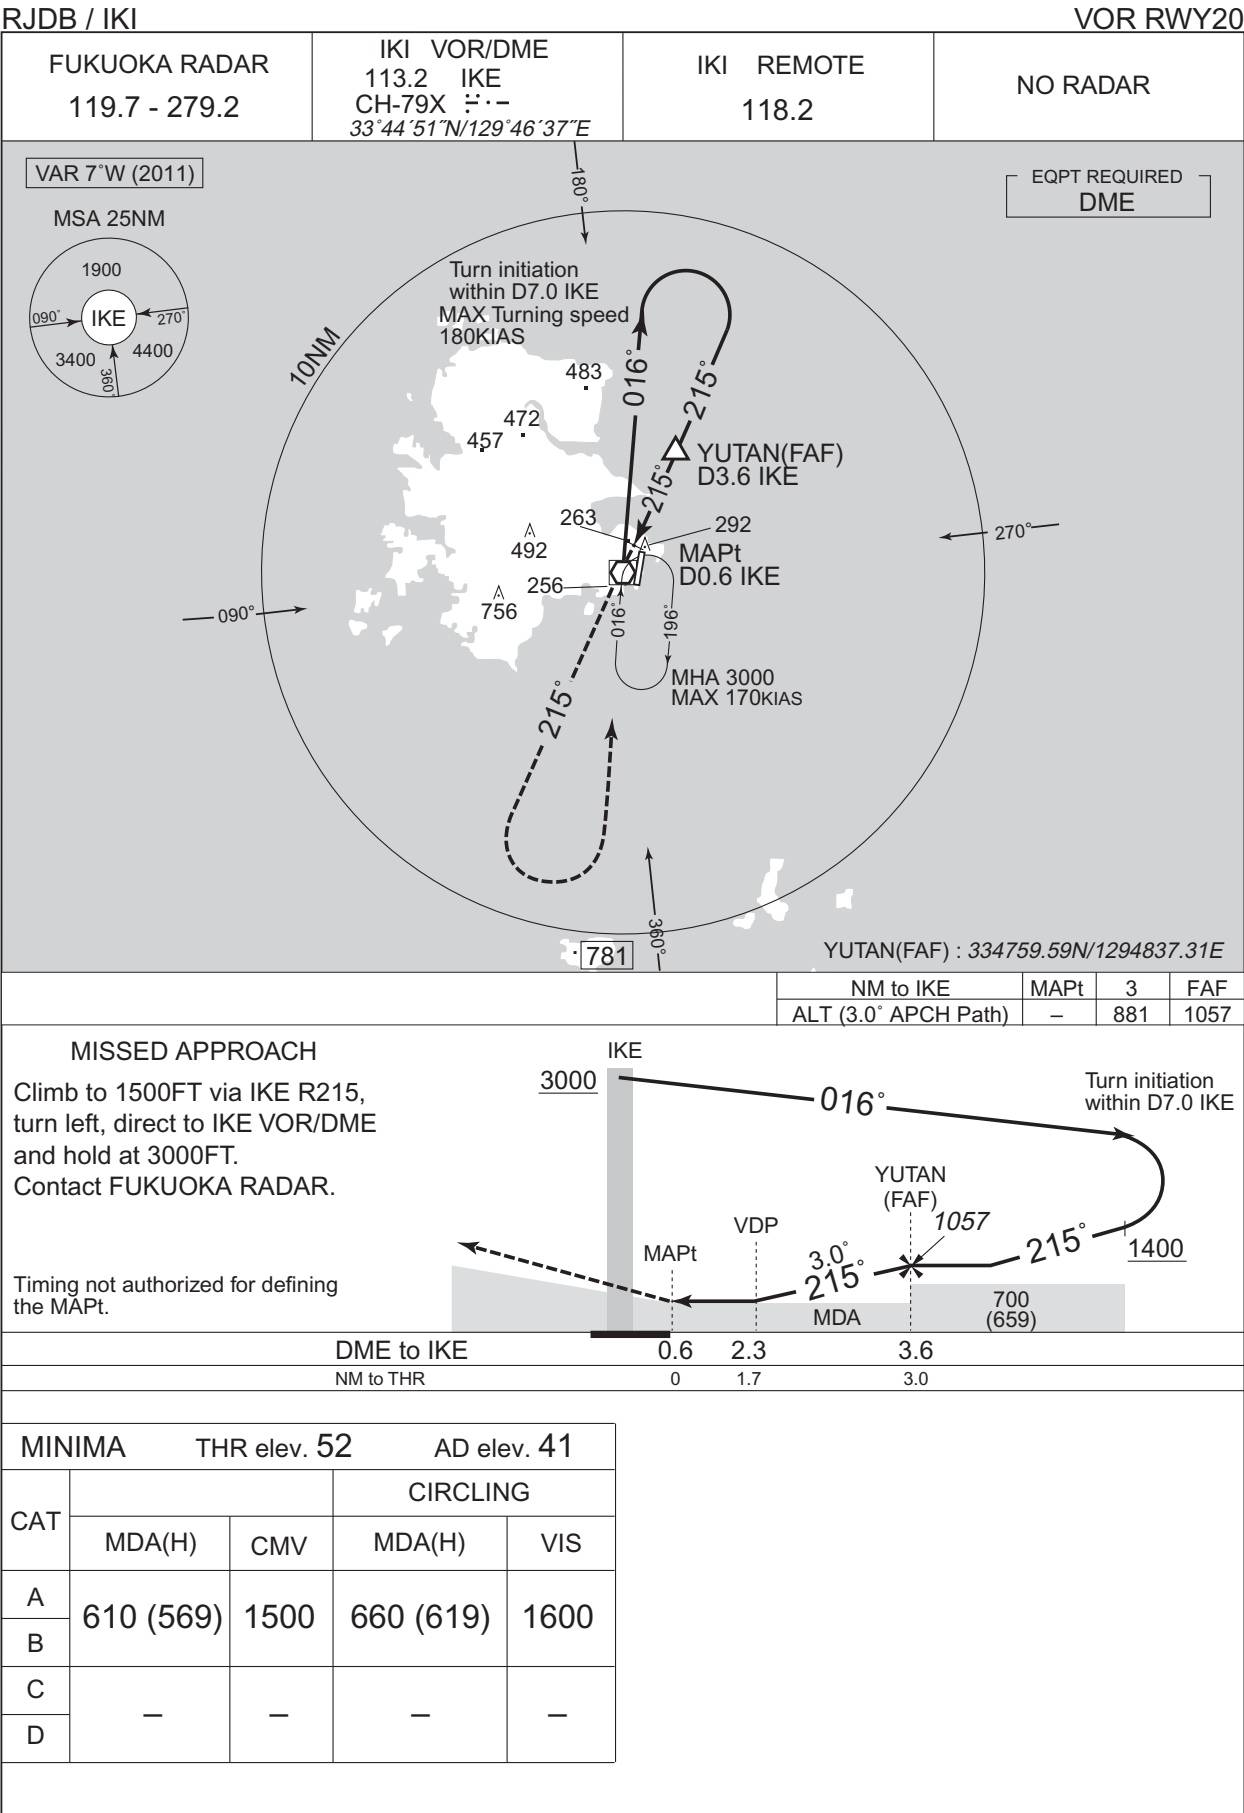 RJDB / IKI
VOR RWY20
FUKUOKA RADAR
119.7 - 279.2
IKI VOR/DME
113.2 IKE
CH-79X
33°44´51˝N/129°46´37˝E
IKI REMOTE
118.2
NO RADAR
VAR 7°W (2011)
MSA 25NM
1900
090°
IKE
270°
3400
4400
360°
EQPT REQUIRED
DME
180°
Turn initiation
within D7.0 IKE
MAX Turning speed
180KIAS
10NM
016°
215°
483
472
457
YUTAN(FAF)
D3.6 IKE
215°
263
292
492
MAPt
D0.6 IKE
270°
256
756
090°
016°
196°
MHA 3000
MAX 170KIAS
215°
360°
781
YUTAN(FAF) : 334759.59N/1294837.31E
NM to IKE MAPt 3 FAF
ALT (3.0° APCH Path) – 881 1057
MISSED APPROACH
Climb to 1500FT via IKE R215,
turn left, direct to IKE VOR/DME
and hold at 3000FT.
Contact FUKUOKA RADAR.
Timing not authorized for defining
the MAPt.
IKE
3000
016°
Turn initiation
within D7.0 IKE
YUTAN
(FAF)
1057
VDP
MAPt
3.0°
215°
215°
1400
MDA
700
(659)
DME to IKE 0.6 2.3 3.6
NM to THR 0 1.7 3.0
MINIMA THR elev. 52 AD elev. 41
CAT
CIRCLING
MDA(H) CMV MDA(H) VIS
A
610 (569) 1500 660 (619) 1600
B
C
– – – –
D